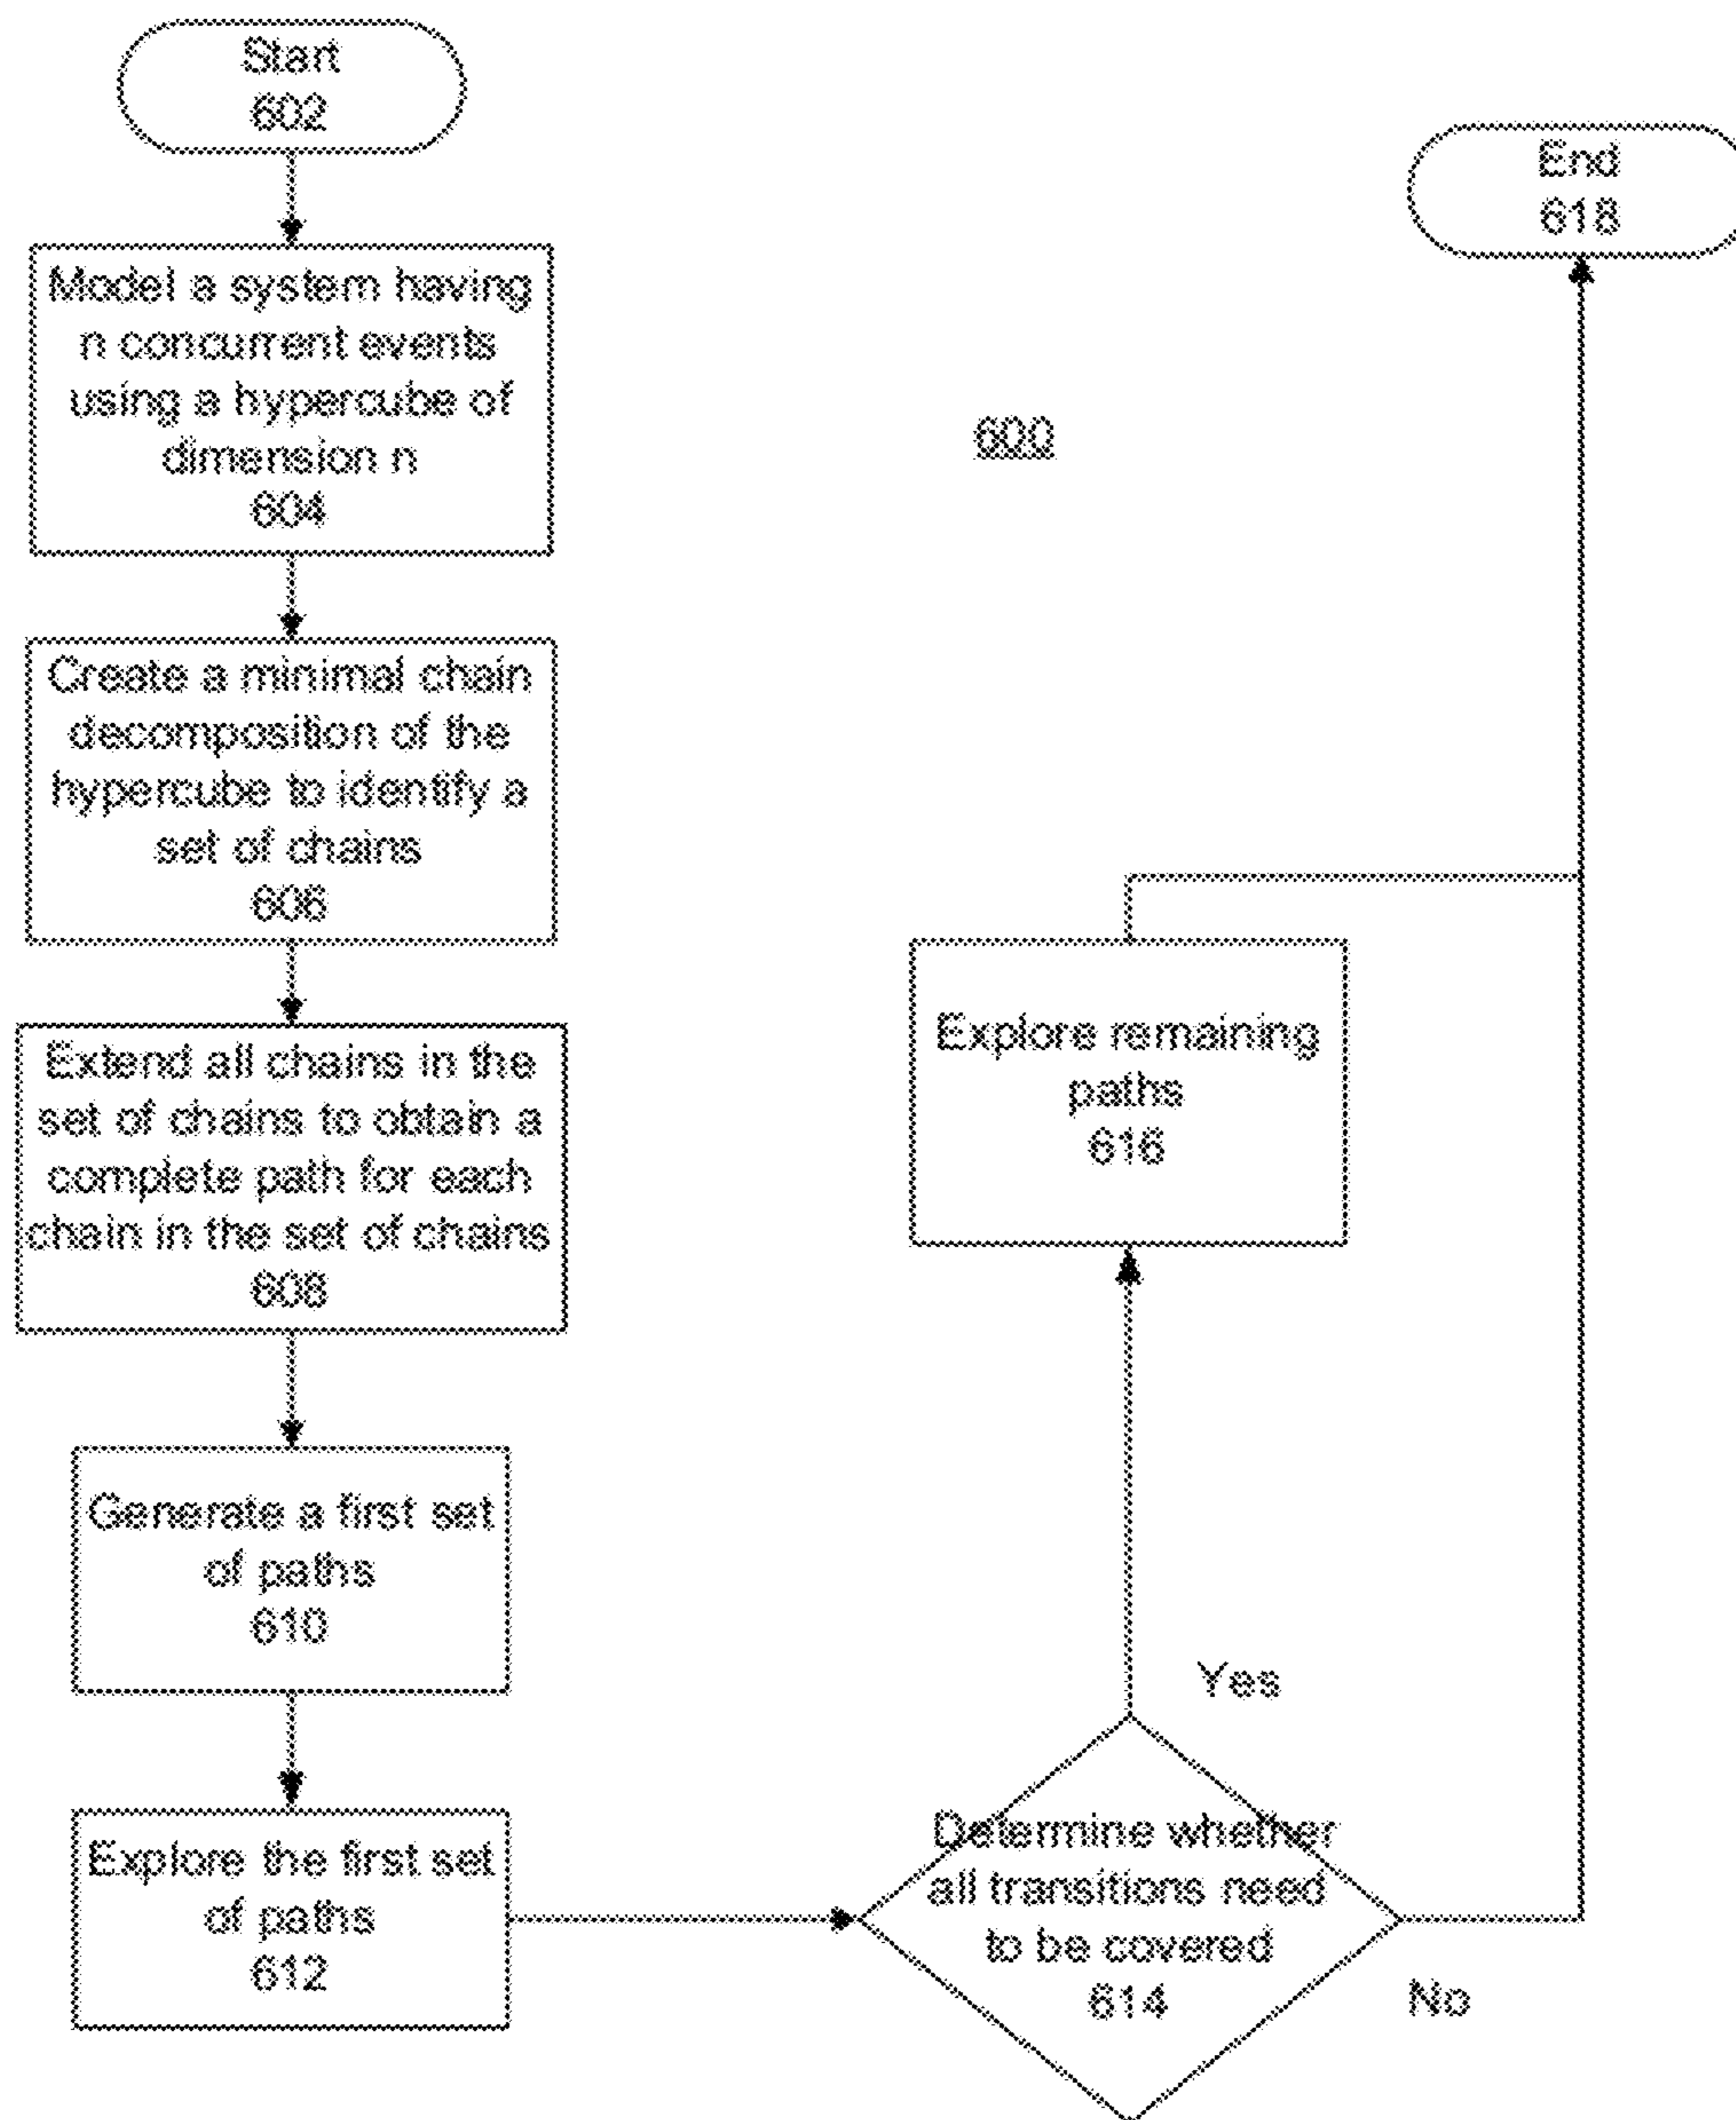 Start
602
Model a system having
n concurrent events
using a hypercube of
dimension n
604
Create a minimal chain
decomposition of the
hypercube to identify a
set of chains
606
Extend all chains in the
set of chains to obtain a
complete path for each
chain in the set of chains
608
Generate a first set
of paths
610
Explore the first set
of paths
612
600
End
618
Explore remaining
paths
616
Yes
Determine whether
all transitions need
to be covered
614
No